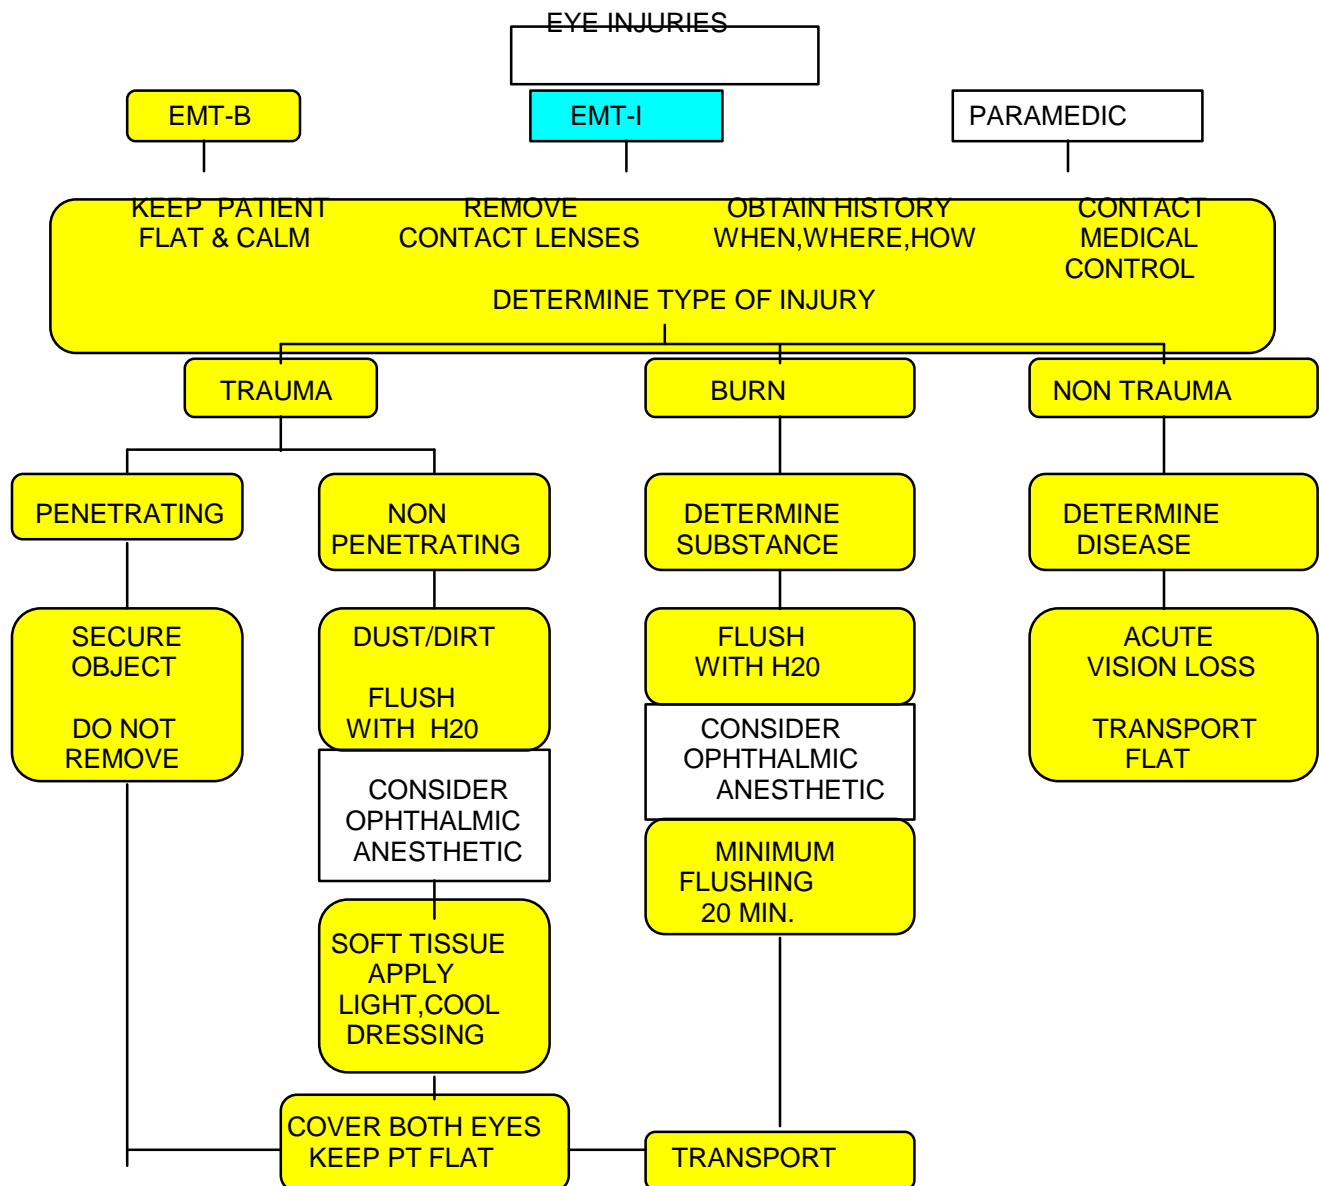 EYE INJURIES
EMT-B
EMT-I
PARAMEDIC
KEEP PATIENT
FLAT & CALM
REMOVE
CONTACT LENSES
OBTAIN HISTORY
WHEN,WHERE,HOW
CONTACT
MEDICAL
CONTROL
DETERMINE TYPE OF INJURY
TRAUMA
BURN
NON TRAUMA
PENETRATING
NON
PENETRATING
DETERMINE
SUBSTANCE
DETERMINE
DISEASE
SECURE
OBJECT
DO NOT
REMOVE
DUST/DIRT
FLUSH
WITH H20
CONSIDER
OPHTHALMIC
ANESTHETIC
SOFT TISSUE
APPLY
LIGHT,COOL
DRESSING
FLUSH
WITH H20
CONSIDER
OPHTHALMIC
ANESTHETIC
MINIMUM
FLUSHING
20 MIN.
ACUTE
VISION LOSS
TRANSPORT
FLAT
COVER BOTH EYES
KEEP PT FLAT
TRANSPORT